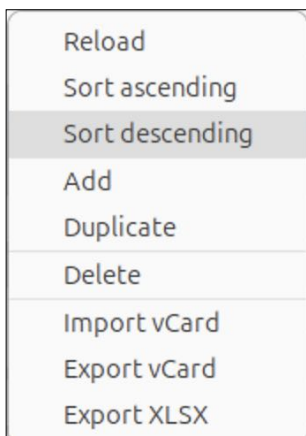 Reload
Sort ascending
Sort descending
Add
Duplicate
Delete
Import vCard
Export vCard
Export XLSX